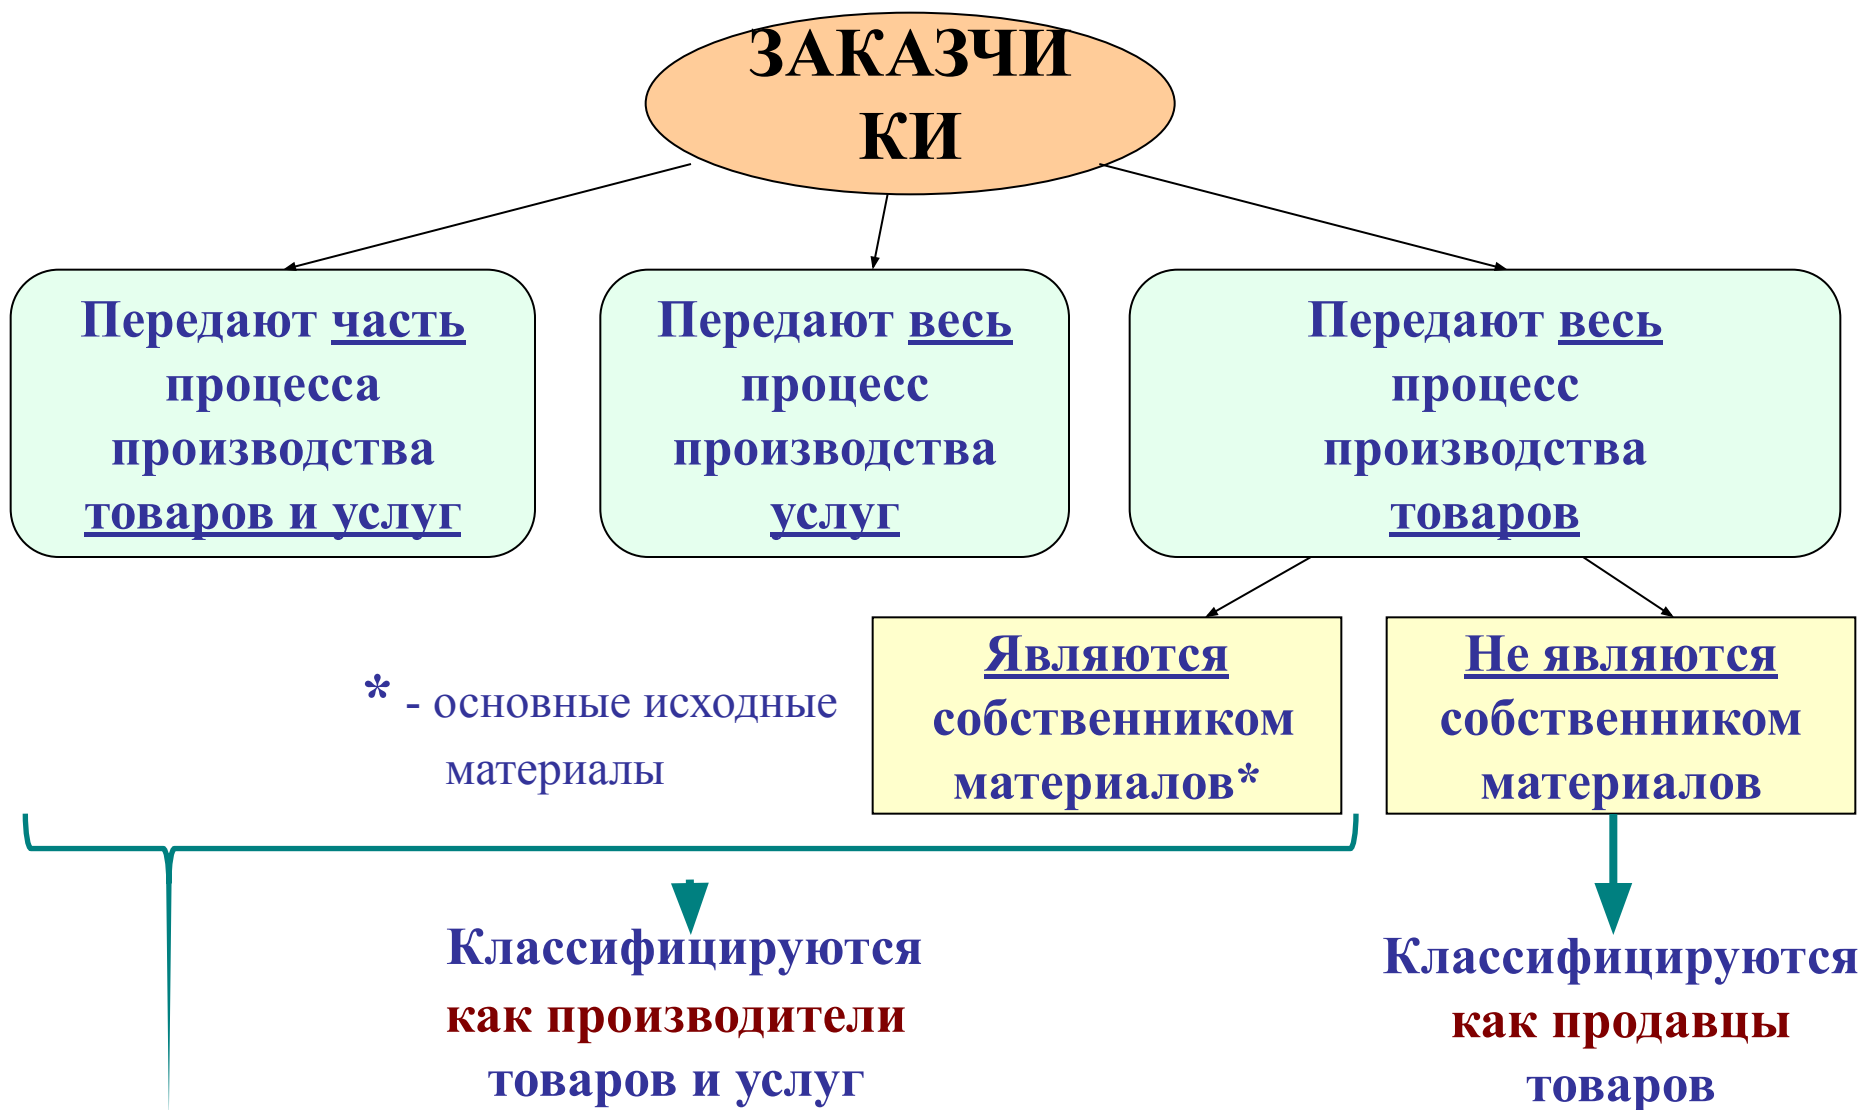 ЗАКАЗЧИ
КИ
Передают часть
процесса
производства
товаров и услуг
Передают весь
процесс
производства
услуг
Передают весь
процесс
производства
товаров
* - основные исходные
материалы
Являются
собственником
материалов*
Не являются
собственником
материалов
Классифицируются
как производители
товаров и услуг
Классифицируются
как продавцы
товаров